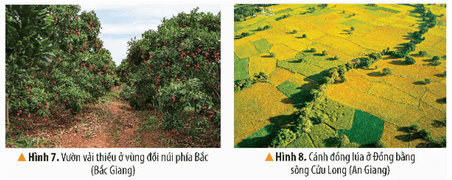 Hình 7. Vườn vải thiều ở vùng đồi núi phía Bắc
(Bắc Giang)
Hình 8. Cánh đồng lúa ở Đồng bằng
sông Cửu Long (An Giang)